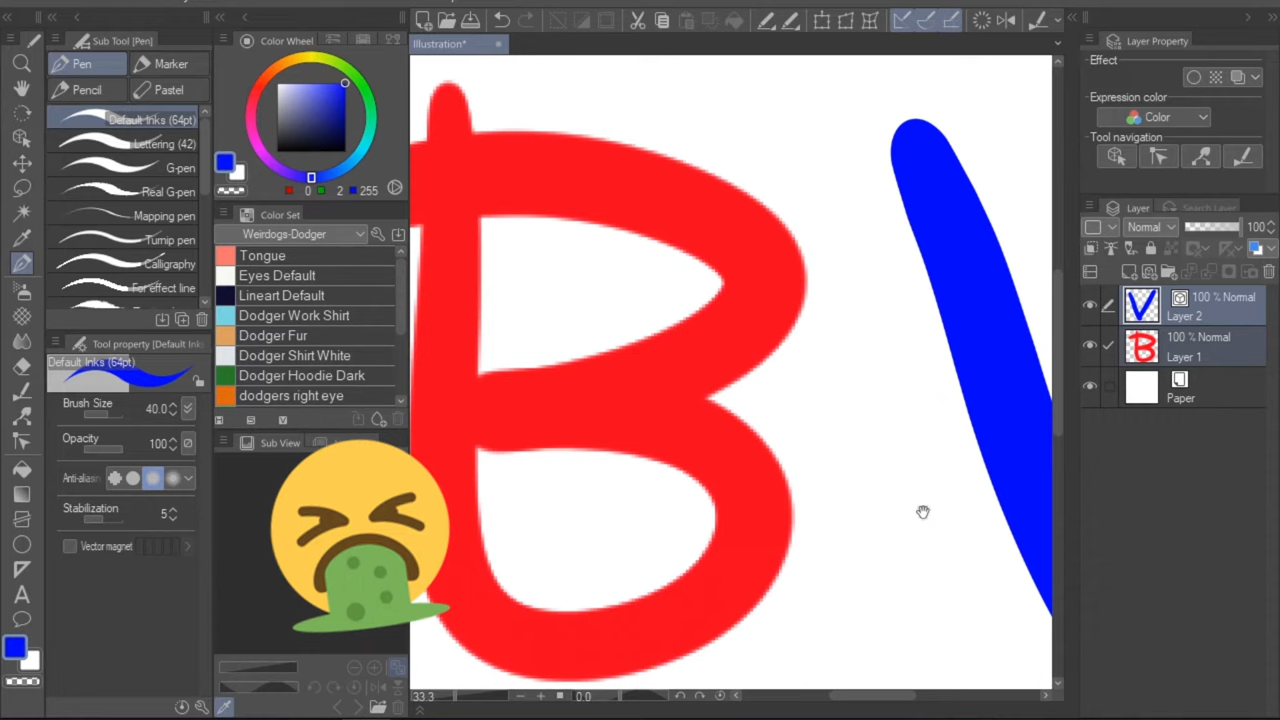 Sub Tool [Pen]
Pen
Marker
Pencil
Pastel
Default Inks (64pt)
Lettering (42)
G-pen
Real G-pen
Mapping pen
Turnip pen
Calligraphy
For effect line
Tool property [Default Inks
Default Inks (64pt)
Brush Size
40.0
Opacity
100
Anti-aliasin
Stabilization
5
Vector magnet
Color Wheel
0
2
255
Color Set
Weirdogs-Dodger
Tongue
Eyes Default
Lineart Default
Dodger Work Shirt
Dodger Fur
Dodger Shirt White
Dodger Hoodie Dark
dodgers right eye
Sub View
Illustration*
B
33.3
0.0
Layer Property
Effect
Expression color
Color
Tool navigation
Layer
Search Layer
Normal
100
V
100 % Normal
Layer 2
B
100 % Normal
Layer 1
Paper